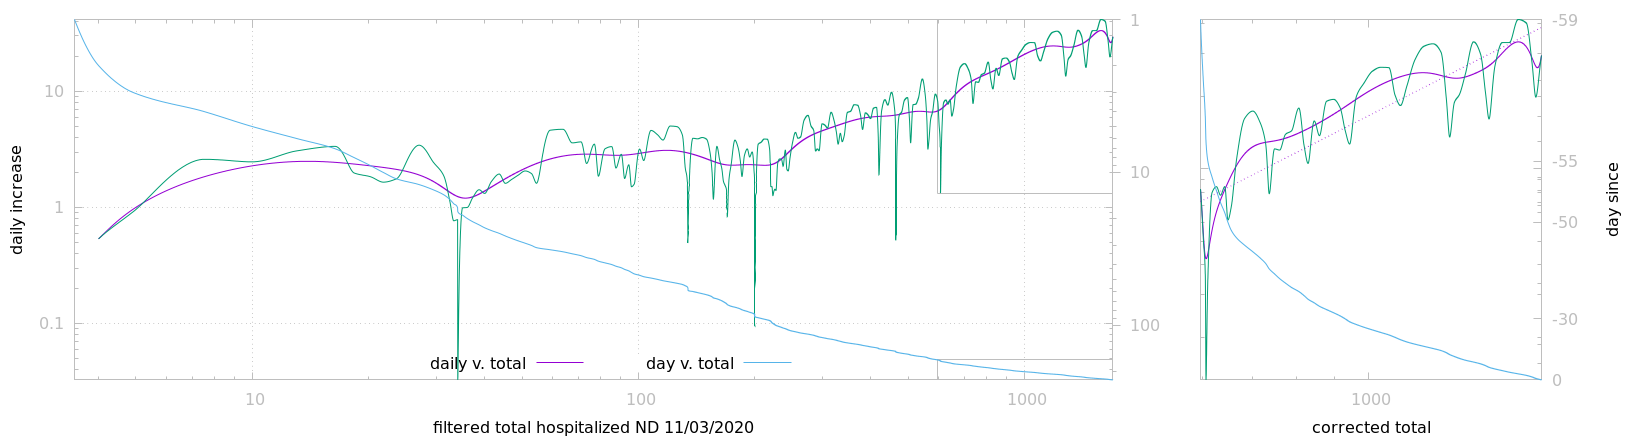 daily increase
10
1
0.1
1
10
100
daily v. total
day v. total
10
100
1000
filtered total hospitalized ND 11/03/2020
-59
-55
-50
-30
0
day since
1000
corrected total